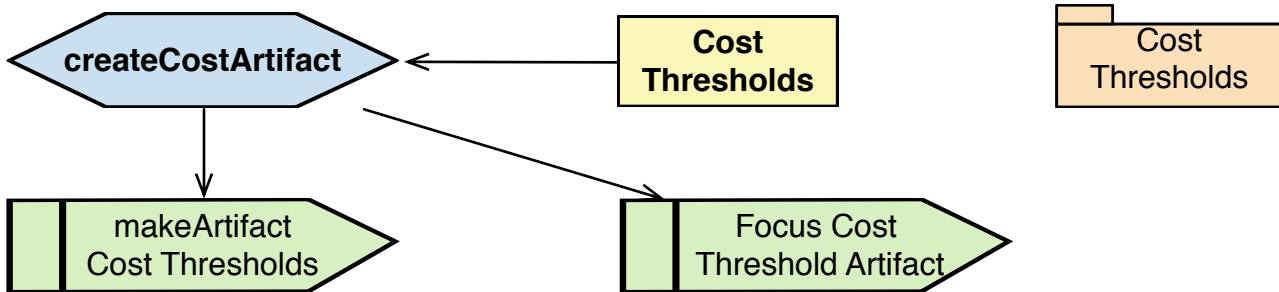 createCostArtifact
Cost
Thresholds
Cost
Thresholds
makeArtifact
Cost Thresholds
Focus Cost
Threshold Artifact